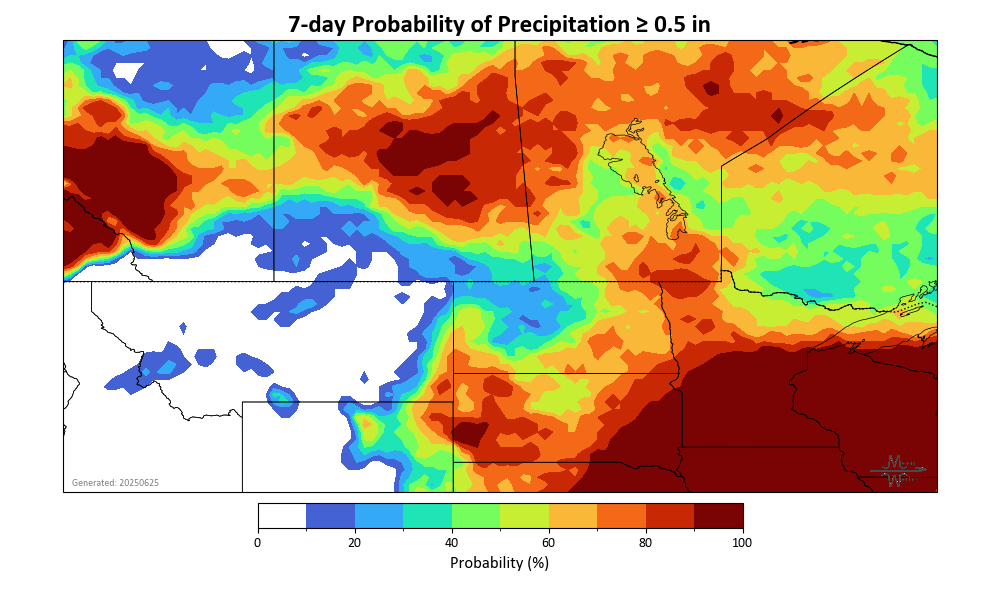 7-day Probability of Precipitation ≥ 0.5 in
Generated: 20250625
0 20 40 60 80 100
Probability (%)